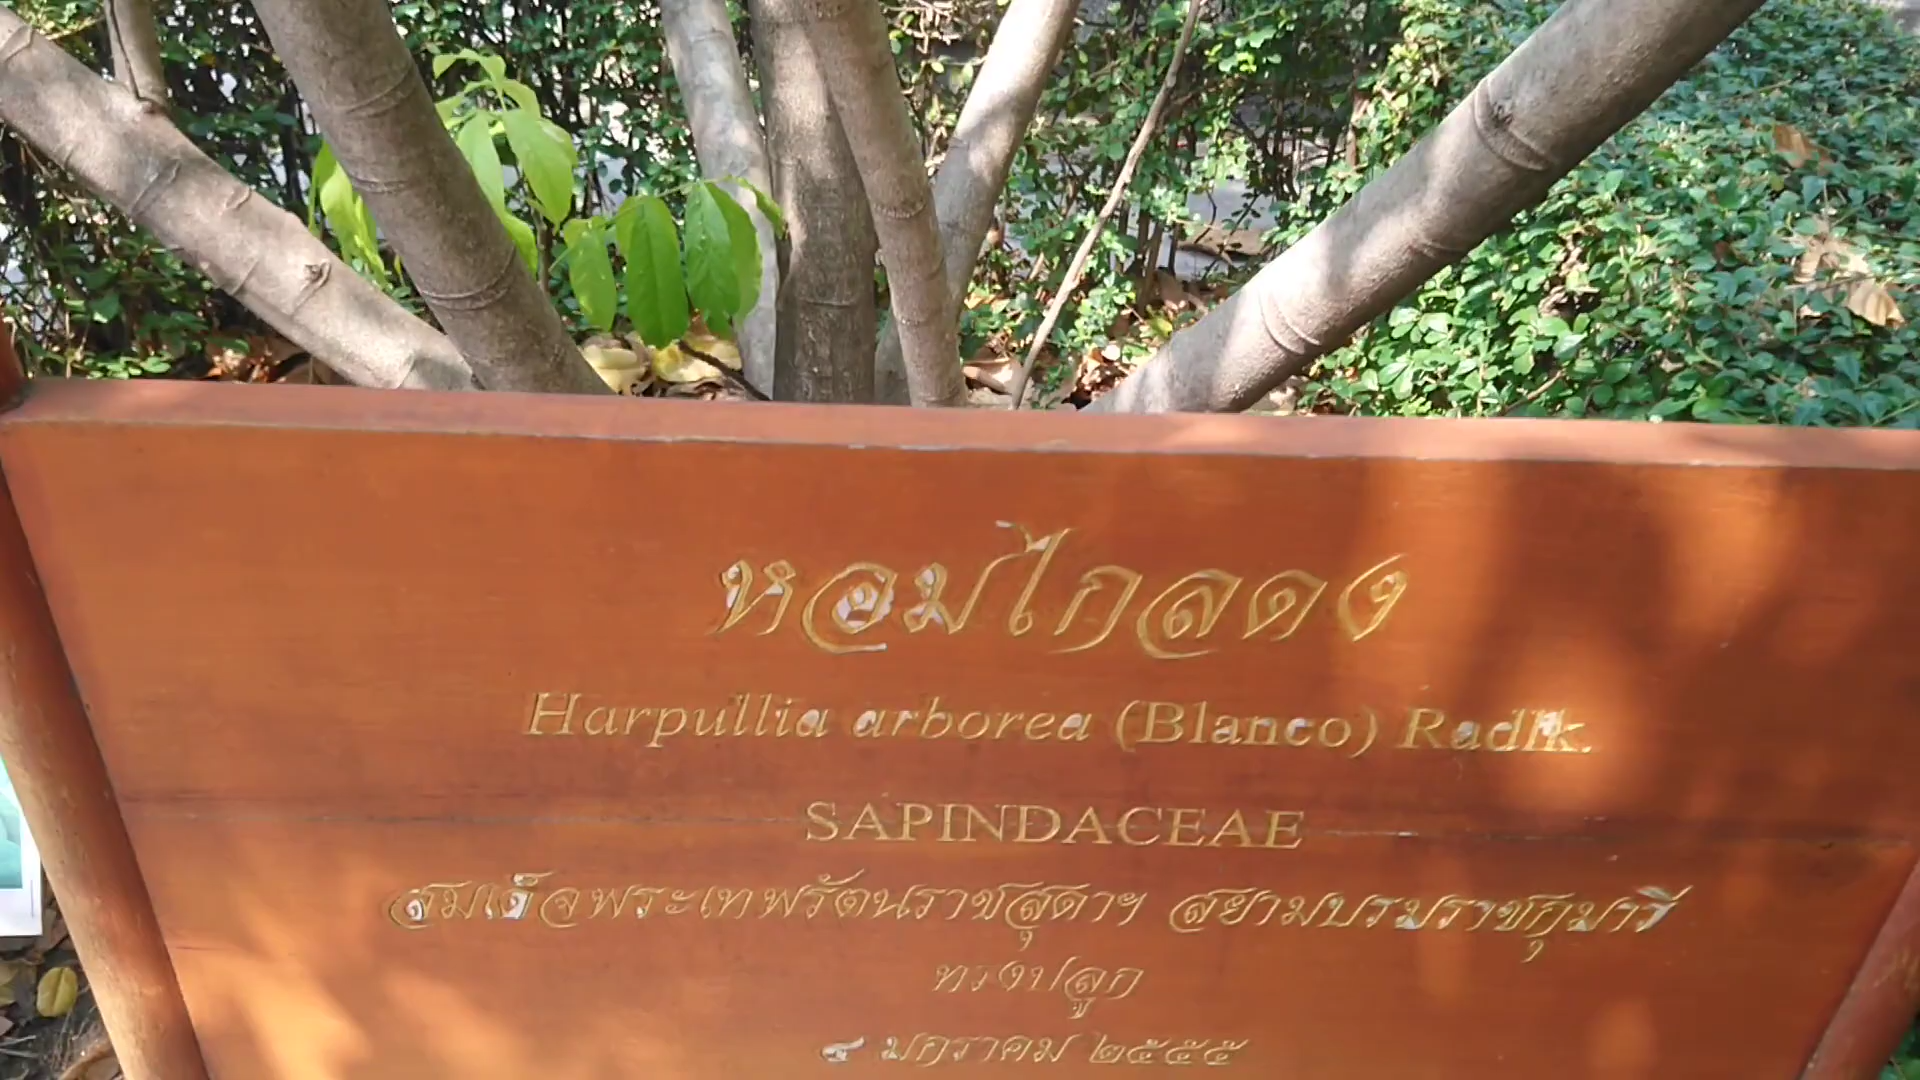 หอมไกลดง
Harpullia arborea (Blanco) Radlk.
SAPINDACEAE
สมเด็จพระเทพรัตนราชสุดาฯ สยามบรมราชกุมารี
ทรงปลูก
๔ มกราคม ๒๕๕๕